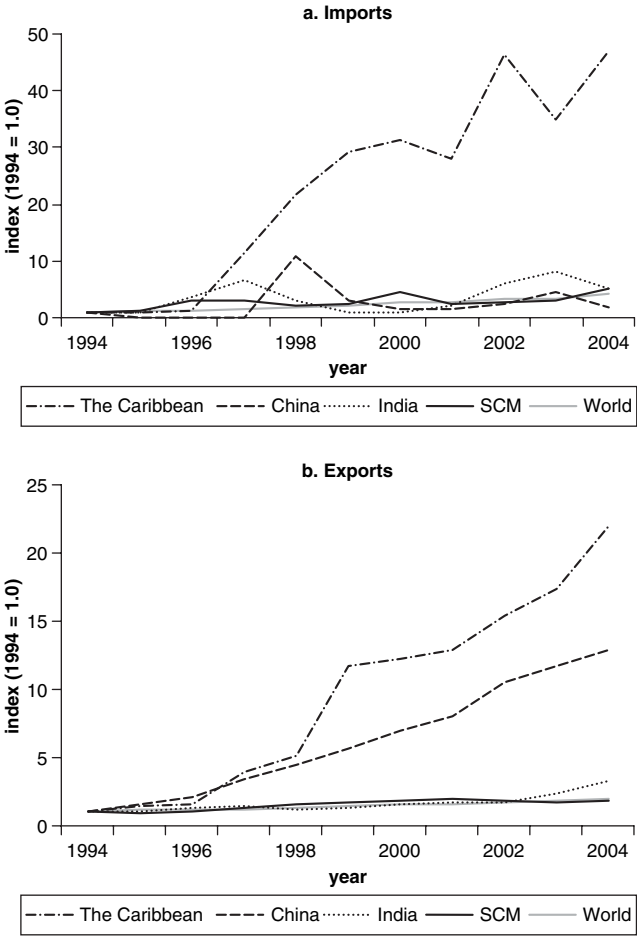 a. Imports
50
40
30
20
10
0
index (1994 = 1.0)
1994 1996 1998 2000 2002 2004
year
The Caribbean China India SCM World
b. Exports
25
20
15
10
5
0
index (1994 = 1.0)
1994 1996 1998 2000 2002 2004
year
The Caribbean China India SCM World